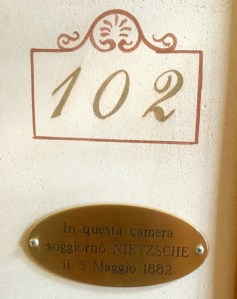 102
In questa camera
soggiornò NIETZSCHE
il 5 Maggio 1882